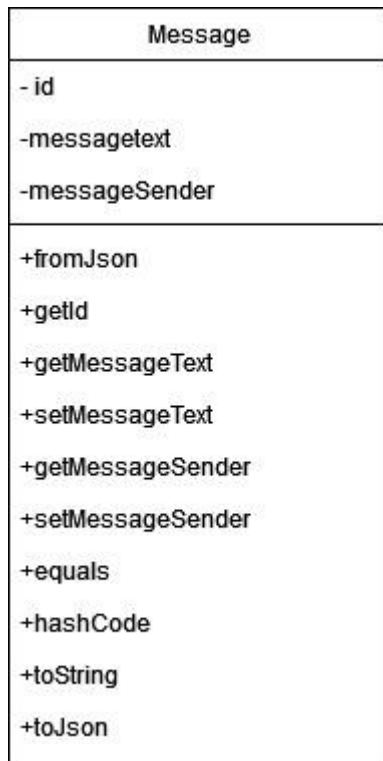 Message
- id
-messagetext
-messageSender
+fromJson
+getId
+getMessageText
+setMessageText
+getMessageSender
+setMessageSender
+equals
+hashCode
+toString
+toJson